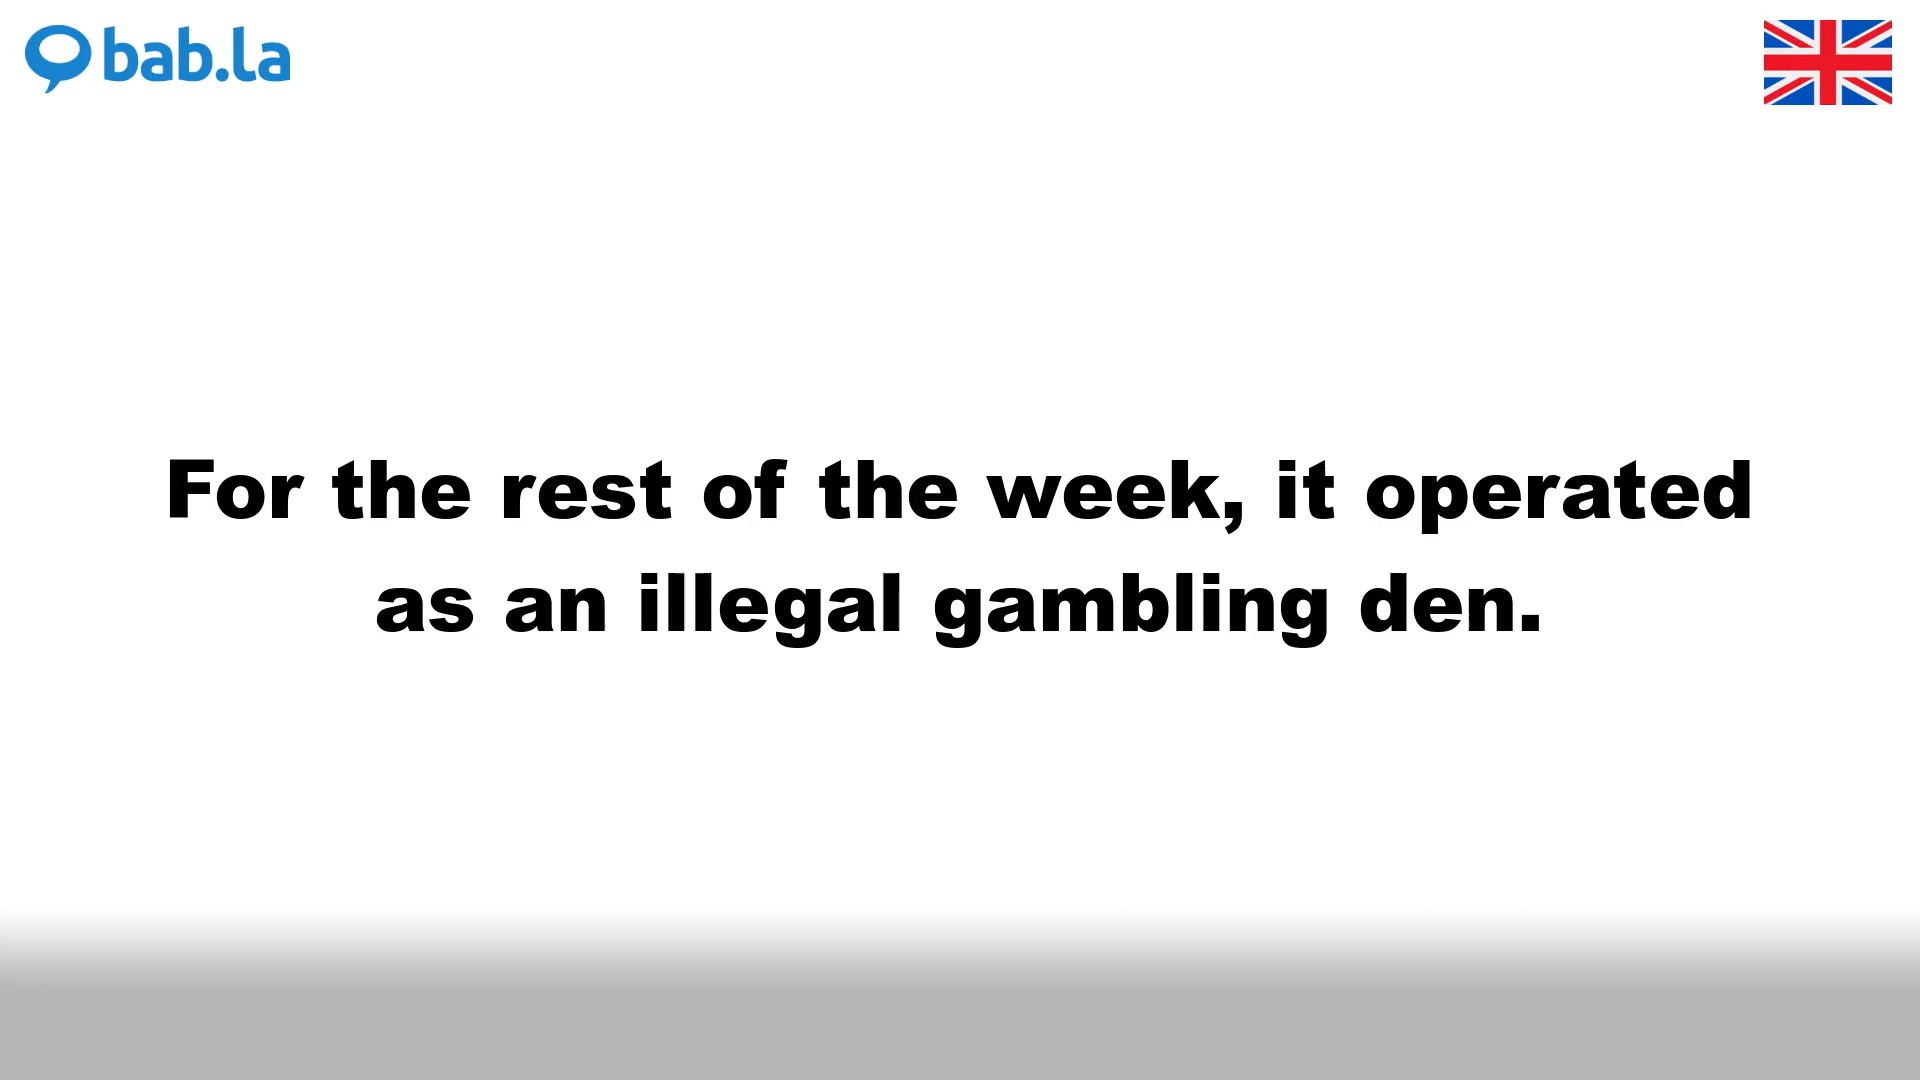 bab.la
For the rest of the week, it operated
as an illegal gambling den.